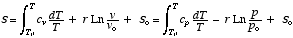 S = ∫_{T₀}^{T} c_v dT/T + r Ln v/v₀ + S₀ = ∫_{T₀}^{T} c_p dT/T − r Ln p/p₀ + S₀